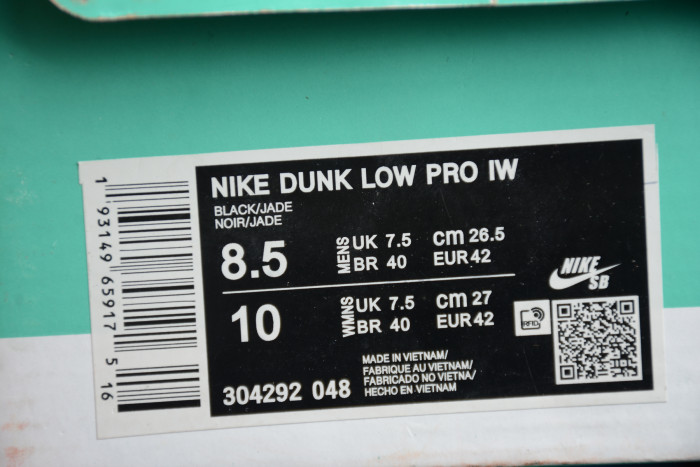 1 93149 65917 5 16
NIKE DUNK LOW PRO IW
BLACK/JADE
NOIR/JADE
8.5 MENS UK 7.5 cm 26.5
BR 40 EUR 42
10 WMNS UK 7.5 cm 27
BR 40 EUR 42
NIKE
SB
RFID
304292 048
MADE IN VIETNAM/
FABRIQUE AU VIETNAM/
FABRICADO NO VIETNA/
HECHO EN VIETNAM